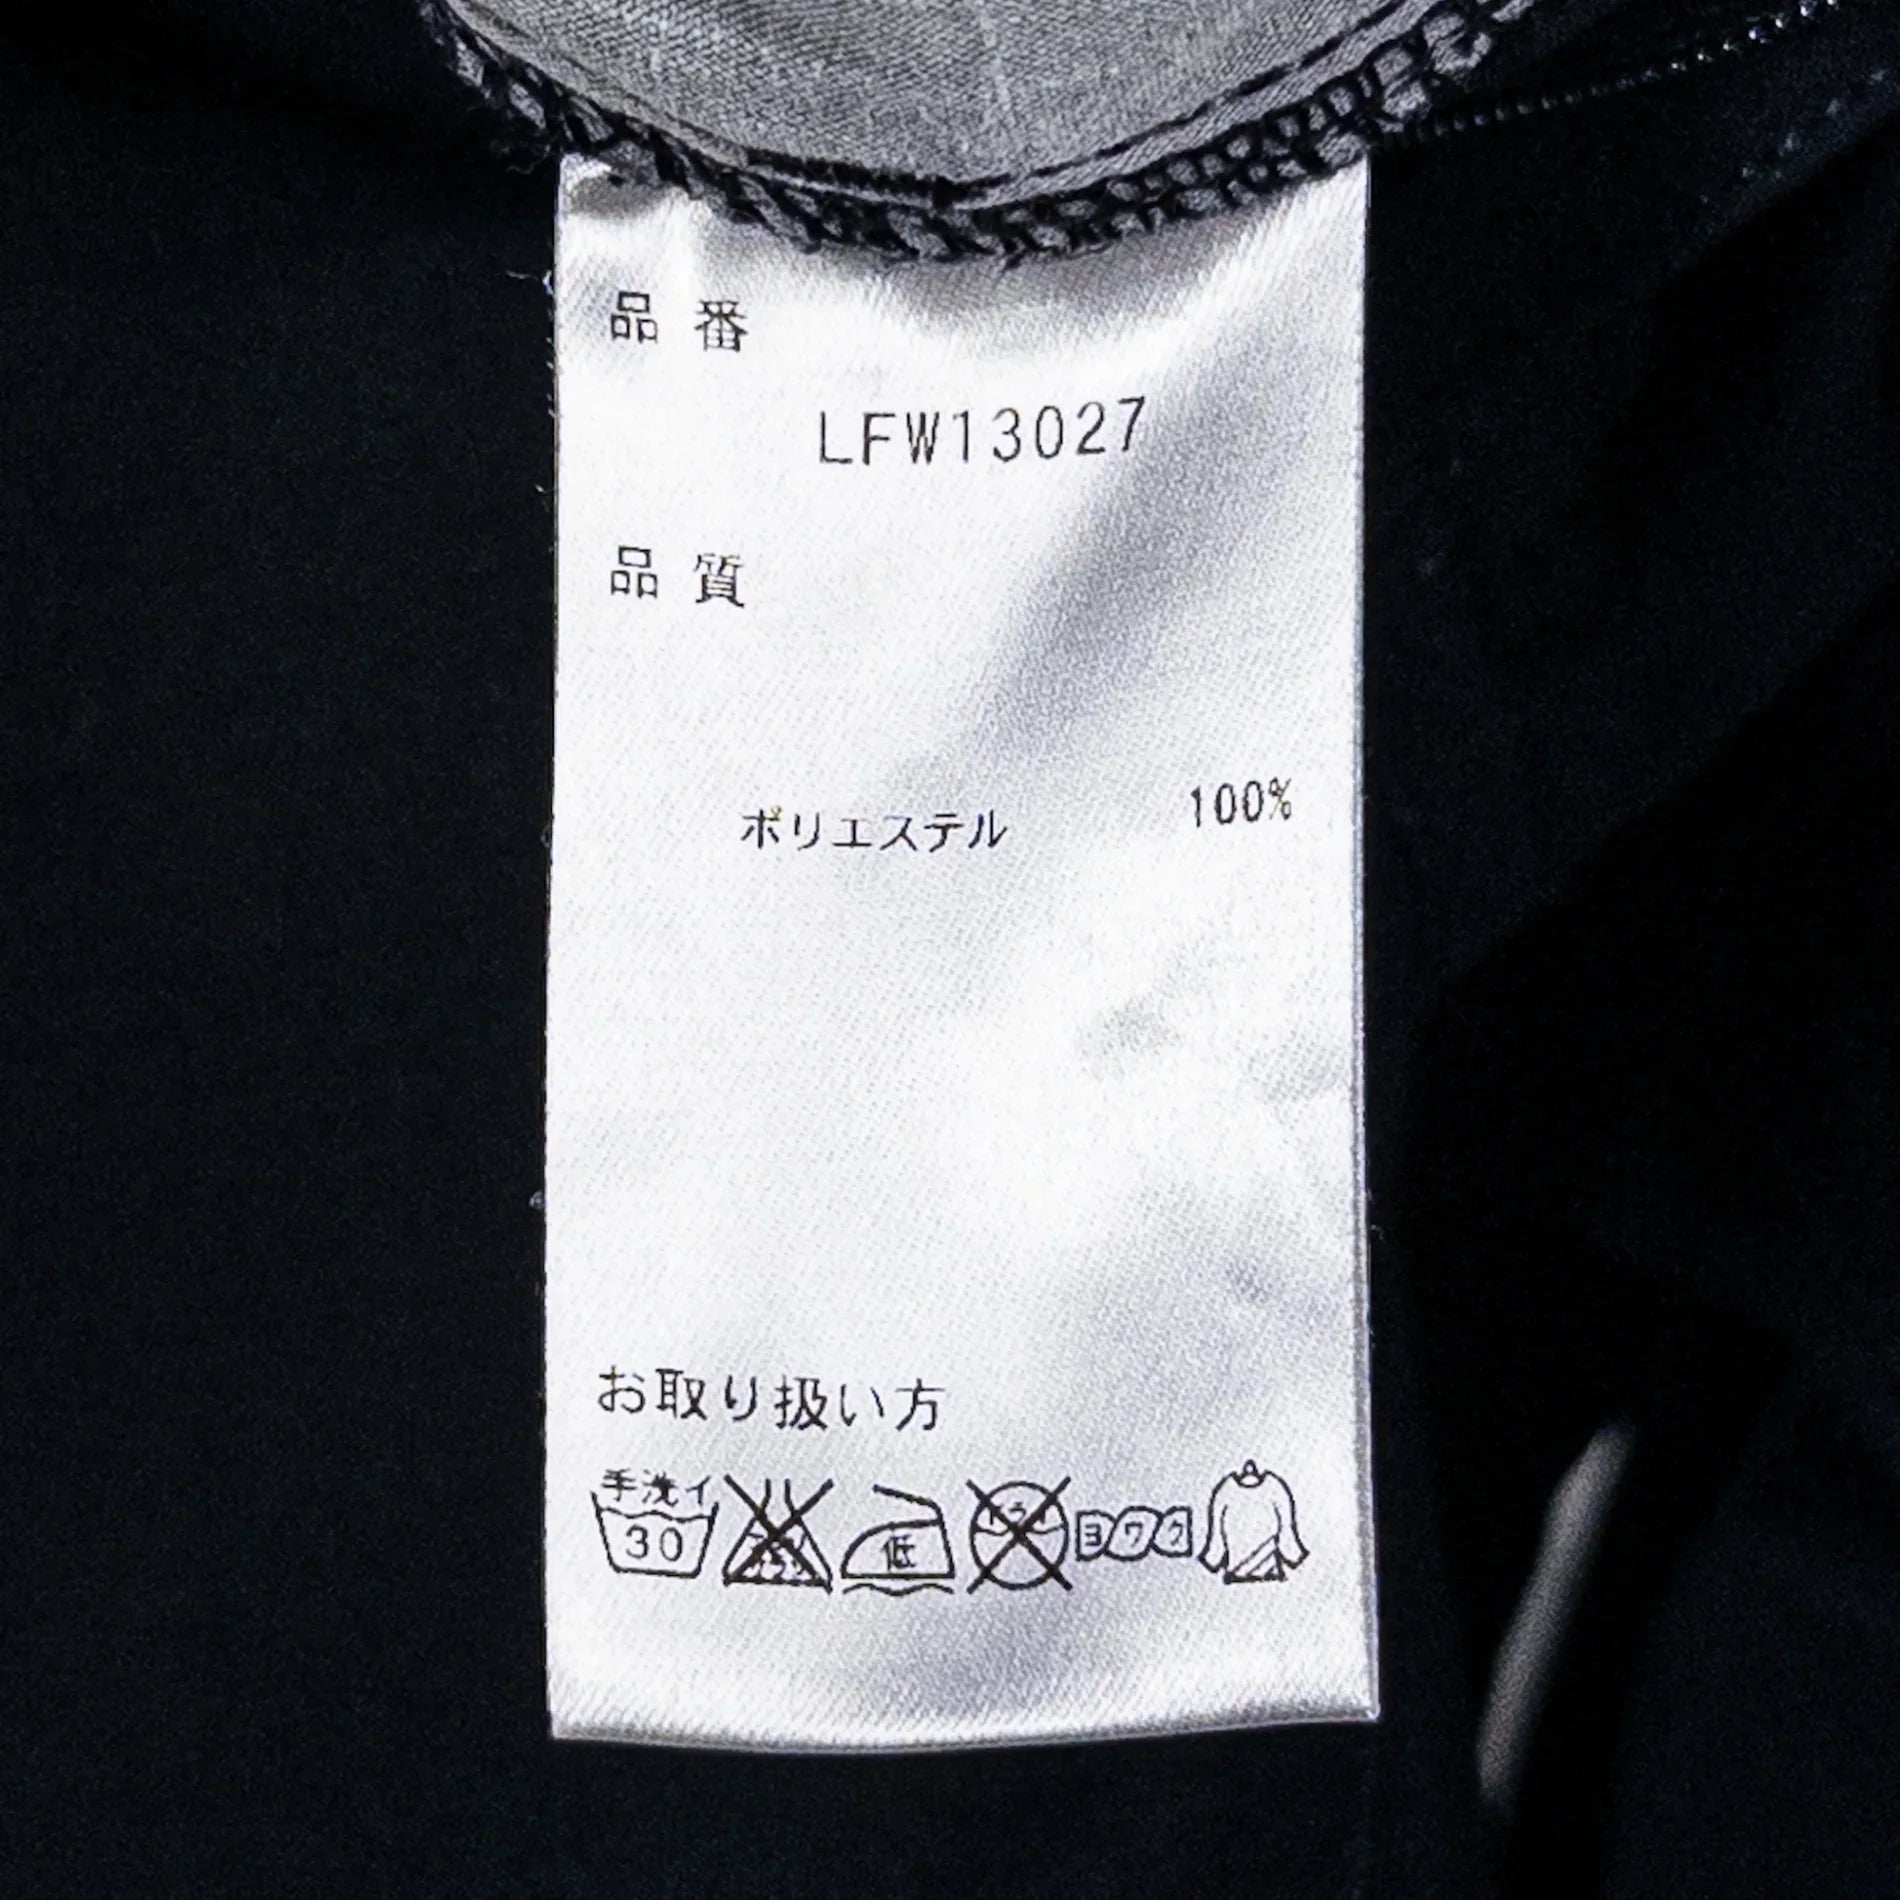 品番
LFW13027
品質
ポリエステル 100%
お取り扱い方
手洗イ
30 低 ヨワク